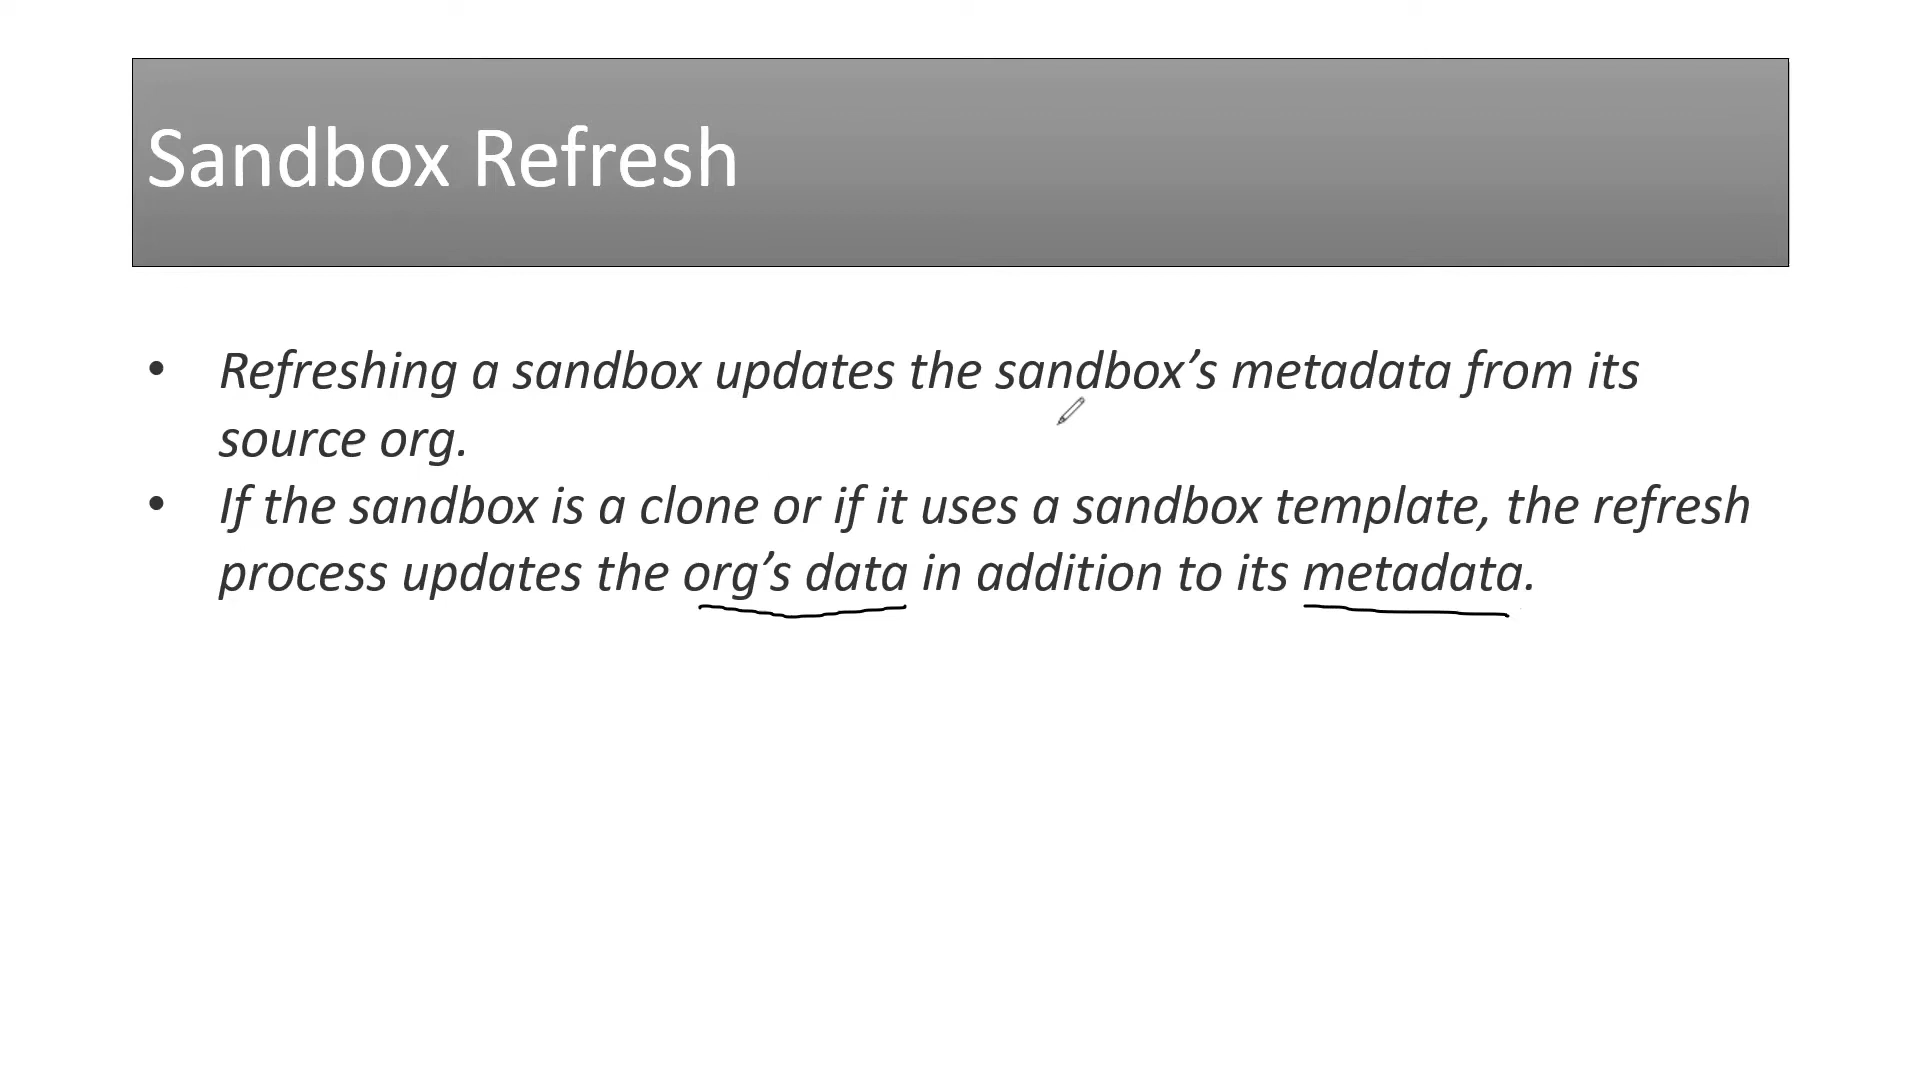 Sandbox Refresh
• Refreshing a sandbox updates the sandbox’s metadata from its
source org.
• If the sandbox is a clone or if it uses a sandbox template, the refresh
process updates the org’s data in addition to its metadata.